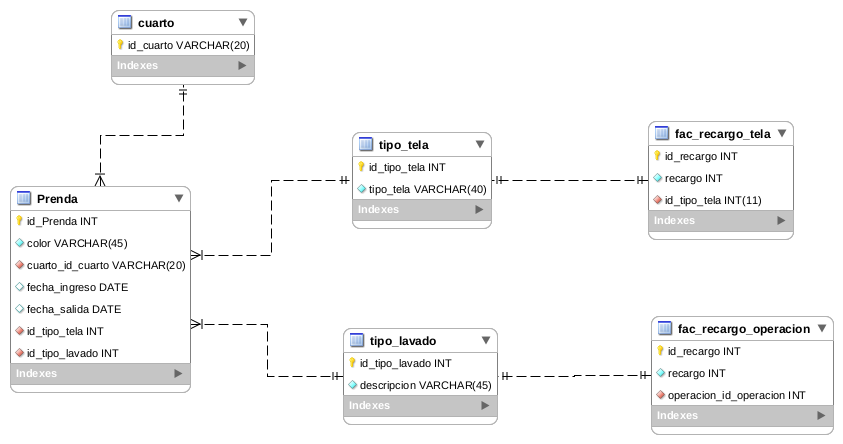 cuarto
id_cuarto VARCHAR(20)
Indexes
Prenda
id_Prenda INT
color VARCHAR(45)
cuarto_id_cuarto VARCHAR(20)
fecha_ingreso DATE
fecha_salida DATE
id_tipo_tela INT
id_tipo_lavado INT
Indexes
tipo_tela
id_tipo_tela INT
tipo_tela VARCHAR(40)
Indexes
fac_recargo_tela
id_recargo INT
recargo INT
id_tipo_tela INT(11)
Indexes
tipo_lavado
id_tipo_lavado INT
descripcion VARCHAR(45)
Indexes
fac_recargo_operacion
id_recargo INT
recargo INT
operacion_id_operacion INT
Indexes